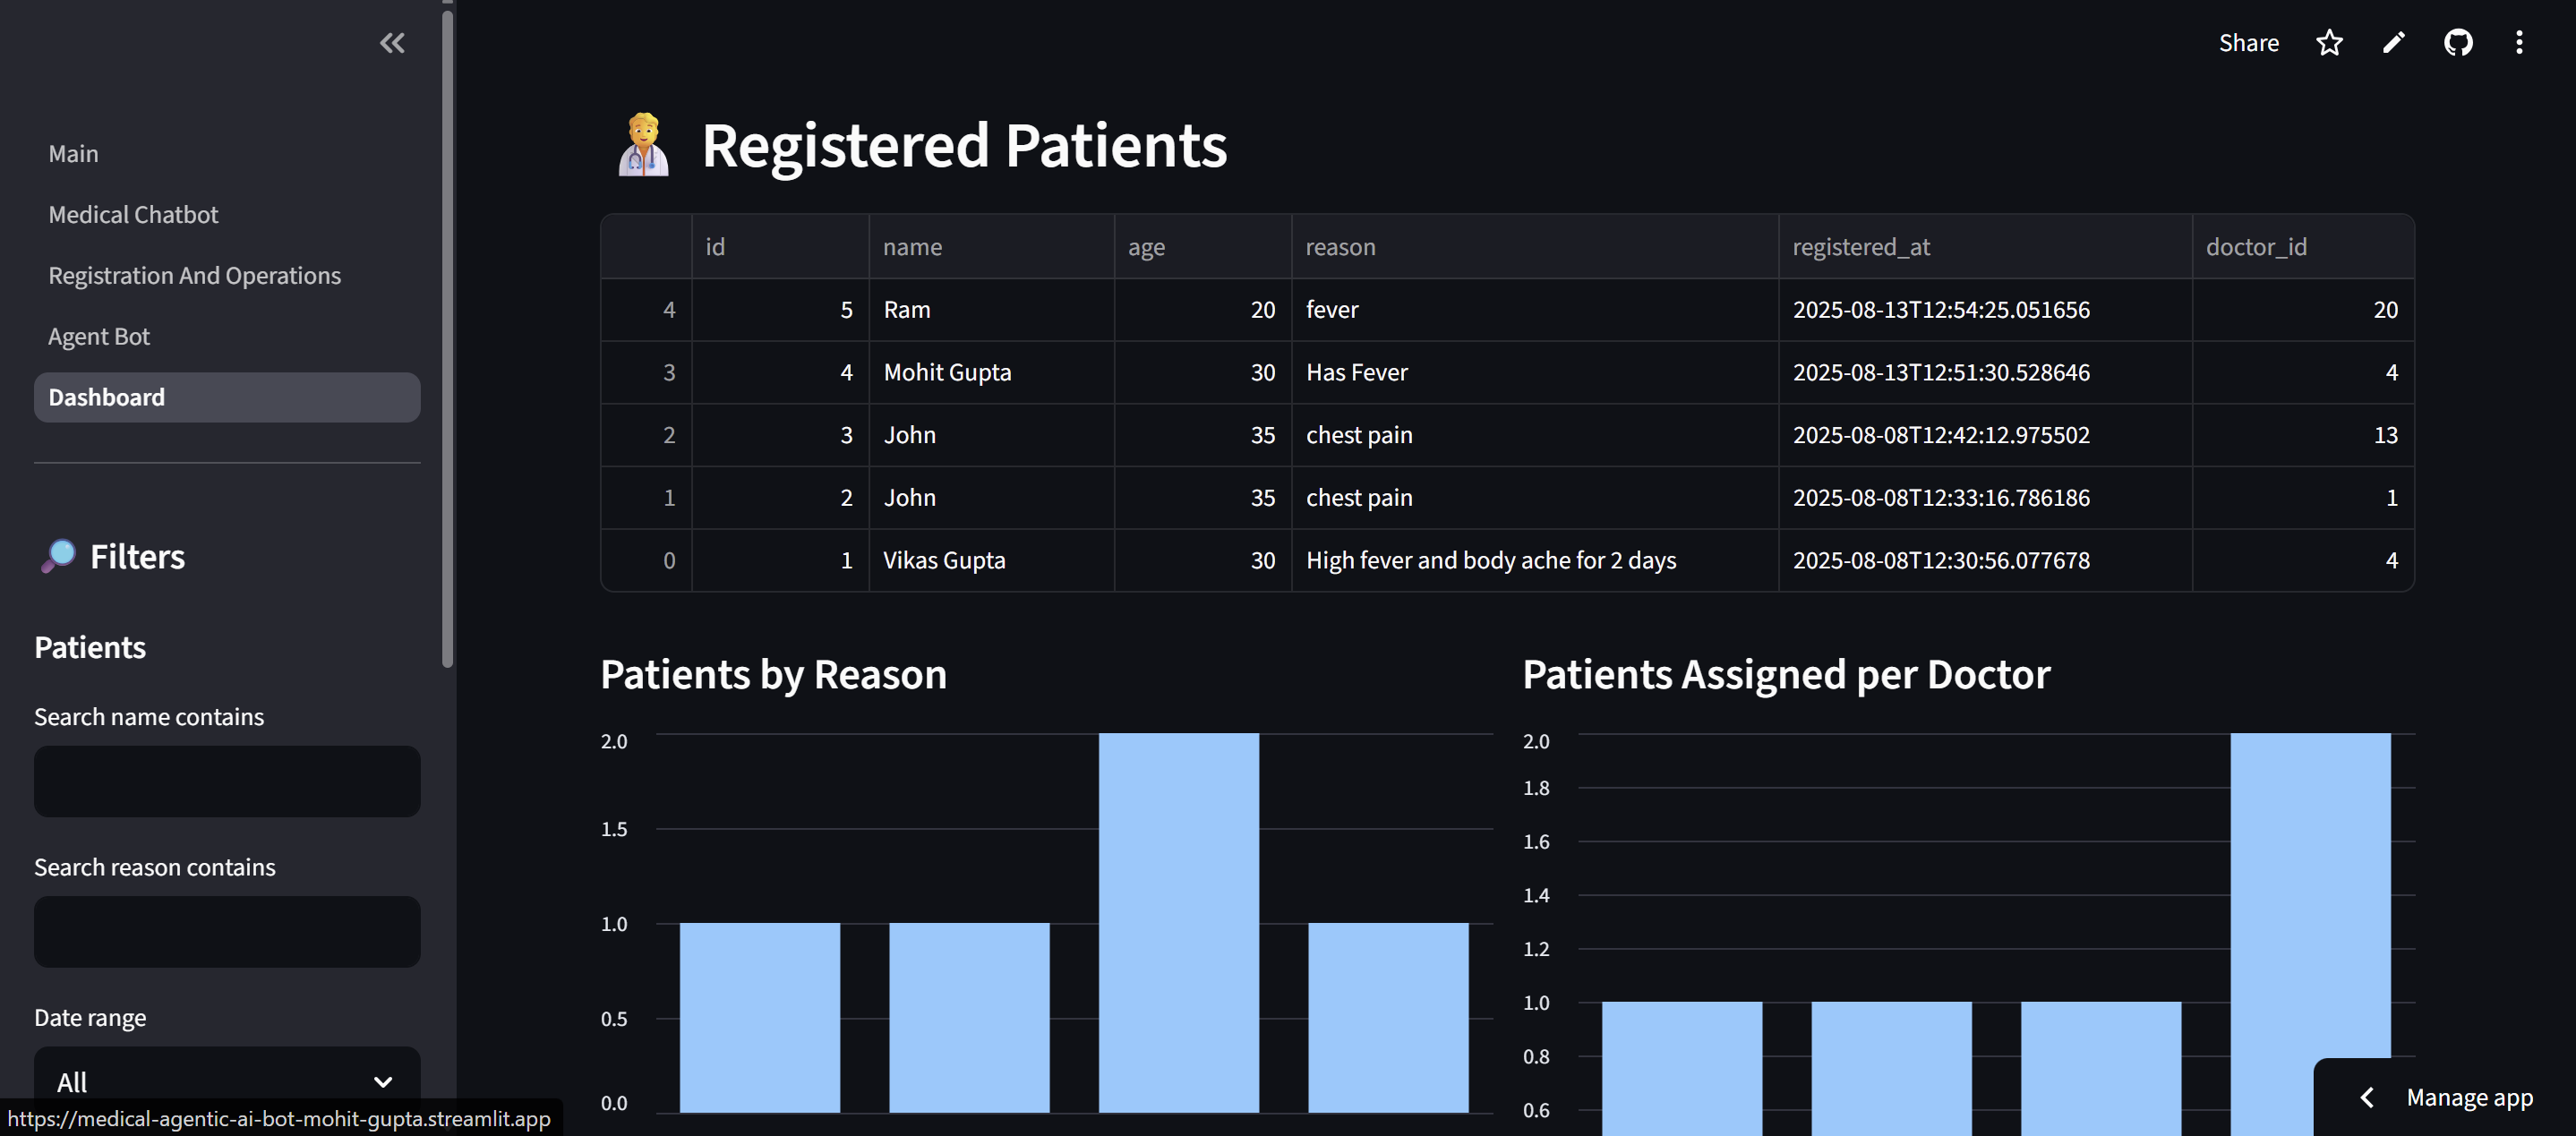 Share
Main
Medical Chatbot
Registration And Operations
Agent Bot
Dashboard
Filters
Patients
Search name contains
Search reason contains
Date range
All
https://medical-agentic-ai-bot-mohit-gupta.streamlit.app
Registered Patients
id name age reason registered_at doctor_id
4 5 Ram 20 fever 2025-08-13T12:54:25.051656 20
3 4 Mohit Gupta 30 Has Fever 2025-08-13T12:51:30.528646 4
2 3 John 35 chest pain 2025-08-08T12:42:12.975502 13
1 2 John 35 chest pain 2025-08-08T12:33:16.786186 1
0 1 Vikas Gupta 30 High fever and body ache for 2 days 2025-08-08T12:30:56.077678 4
Patients by Reason
2.0
1.5
1.0
0.5
0.0
Patients Assigned per Doctor
2.0
1.8
1.6
1.4
1.2
1.0
0.8
0.6
Manage app